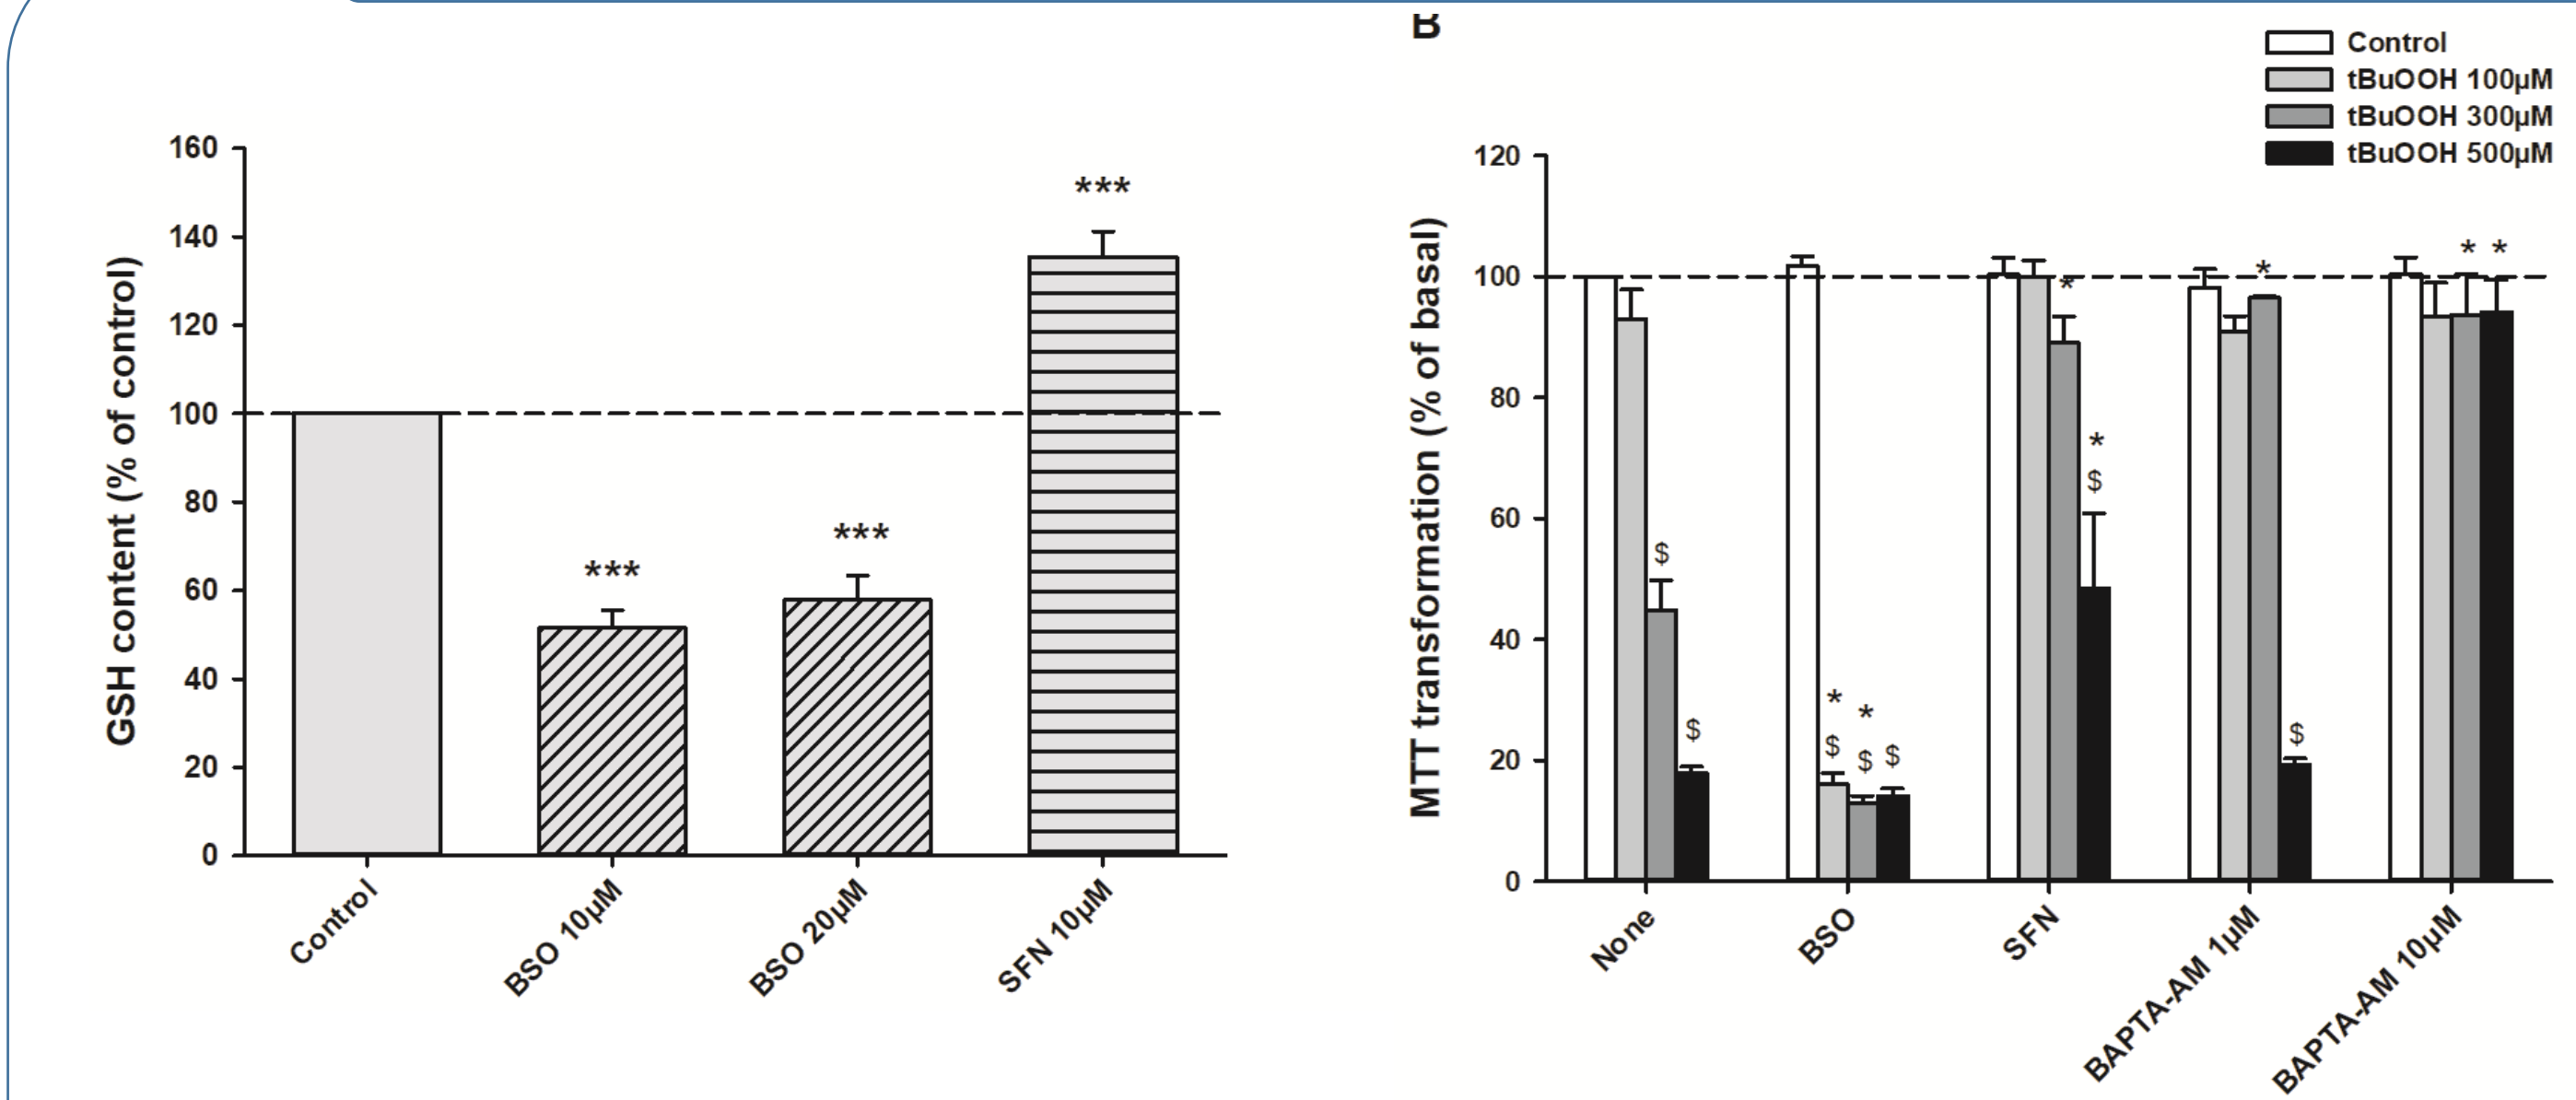 GSH content (% of control)
160
140
120
100
80
60
40
20
0
***
***
***
Control
BSO 10µM
BSO 20µM
SFN 10µM
B
Control
tBuOOH 100µM
tBuOOH 300µM
tBuOOH 500µM
MTT transformation (% of basal)
120
100
80
60
40
20
0
$
$
*
$
*
$
$
*
*
$
*
$
*
*
None
BSO
SFN
BAPTA-AM 1µM
BAPTA-AM 10µM